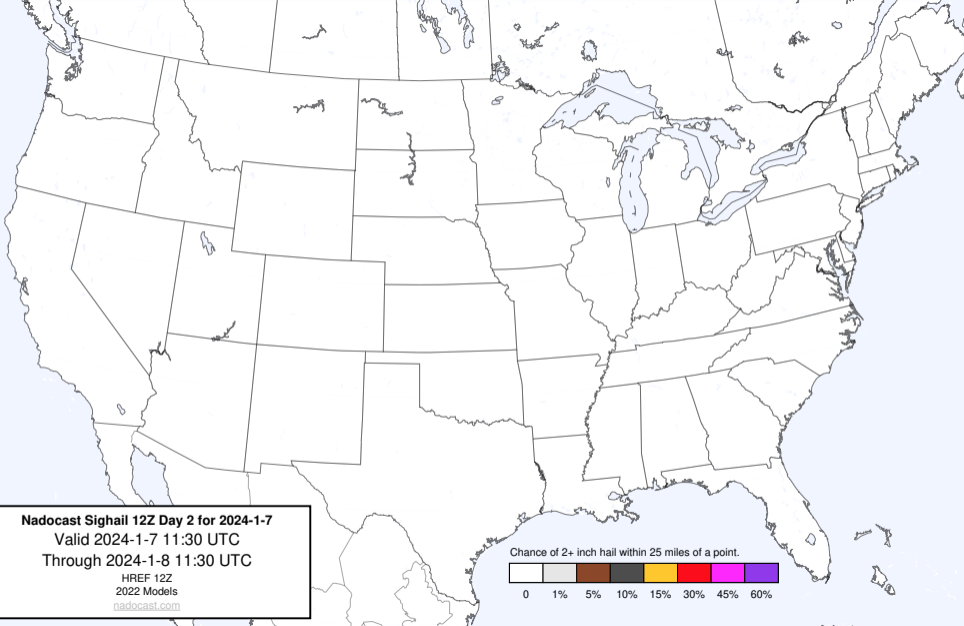 Nadocast Sighail 12Z Day 2 for 2024-1-7
Valid 2024-1-7 11:30 UTC
Through 2024-1-8 11:30 UTC
HREF 12Z
2022 Models
nadocast.com
Chance of 2+ inch hail within 25 miles of a point.
0 1% 5% 10% 15% 30% 45% 60%